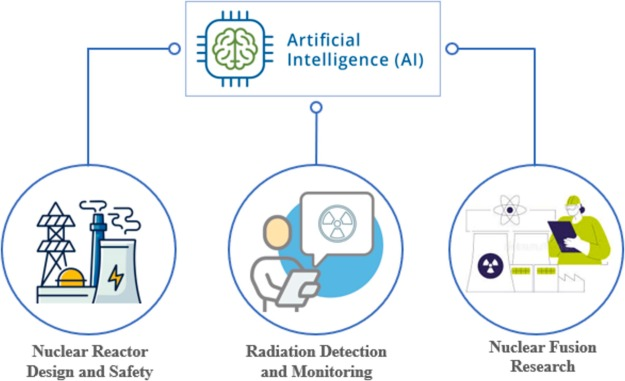 Artificial
Intelligence (AI)
Nuclear Reactor
Design and Safety
Radiation Detection
and Monitoring
Nuclear Fusion
Research